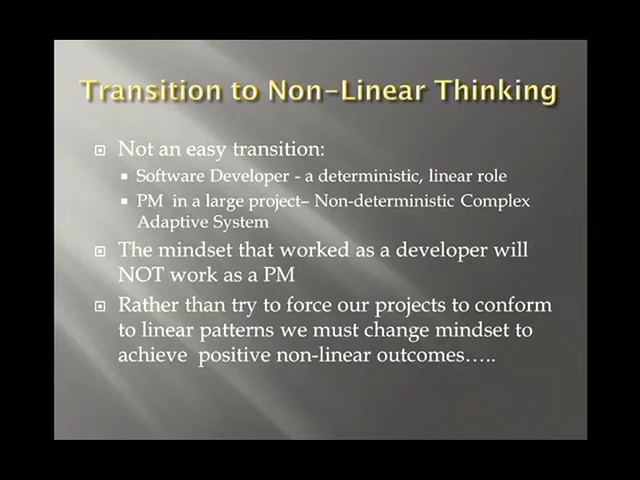 Transition to Non-Linear Thinking
Not an easy transition:
Software Developer - a deterministic, linear role
PM in a large project– Non-deterministic Complex
Adaptive System
The mindset that worked as a developer will
NOT work as a PM
Rather than try to force our projects to conform
to linear patterns we must change mindset to
achieve positive non-linear outcomes…..